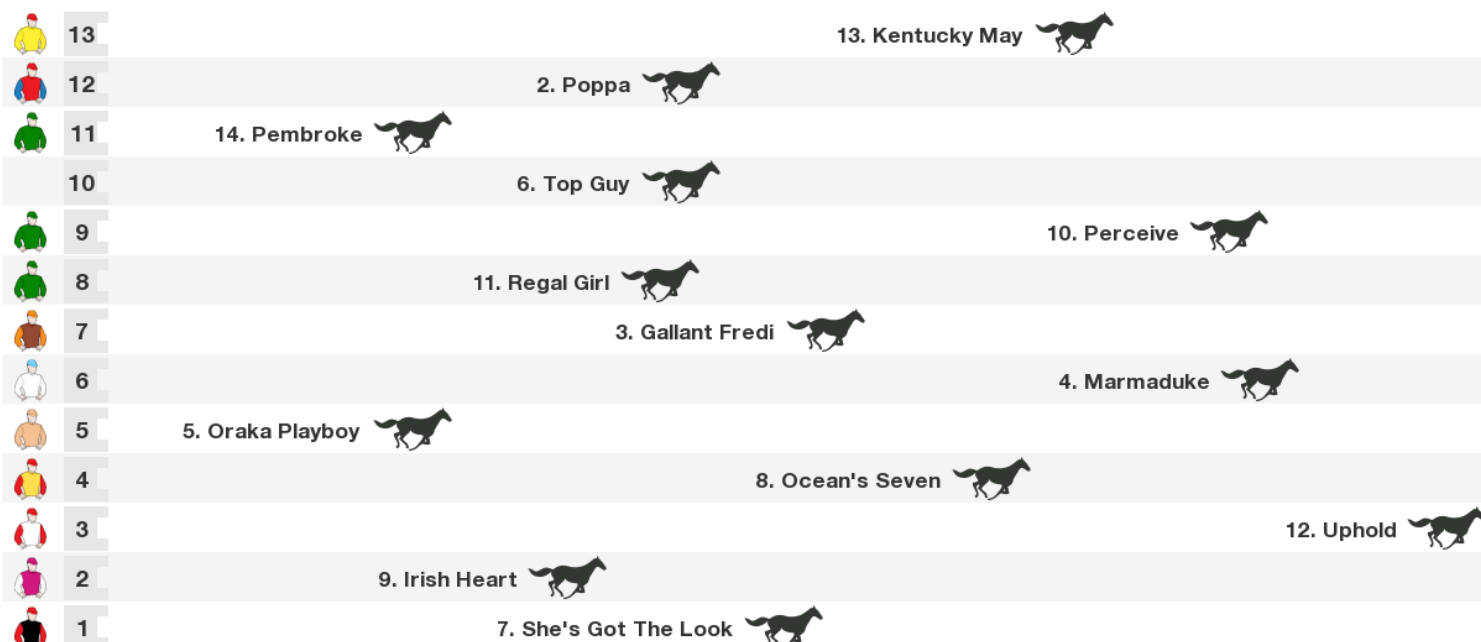 13 13. Kentucky May
12 2. Poppa
11 14. Pembroke
10 6. Top Guy
9 10. Perceive
8 11. Regal Girl
7 3. Gallant Fredi
6 4. Marmaduke
5 5. Oraka Playboy
4 8. Ocean's Seven
3 12. Uphold
2 9. Irish Heart
1 7. She's Got The Look